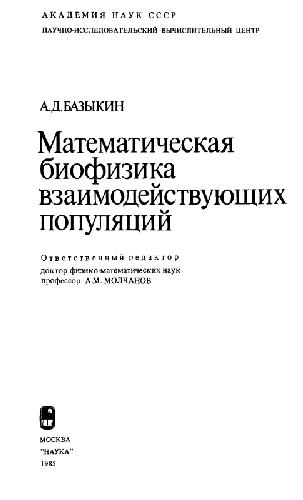 АКАДЕМИЯ НАУК СССР
НАУЧНО-ИССЛЕДОВАТЕЛЬСКИЙ ВЫЧИСЛИТЕЛЬНЫЙ ЦЕНТР
А.Д.БАЗЫКИН
Математическая
биофизика
взаимодействующих
популяций
Ответственный редактор
доктор физико-математических наук
профессор А.М. МОЛЧАНОВ
МОСКВА
"НАУКА"
1985